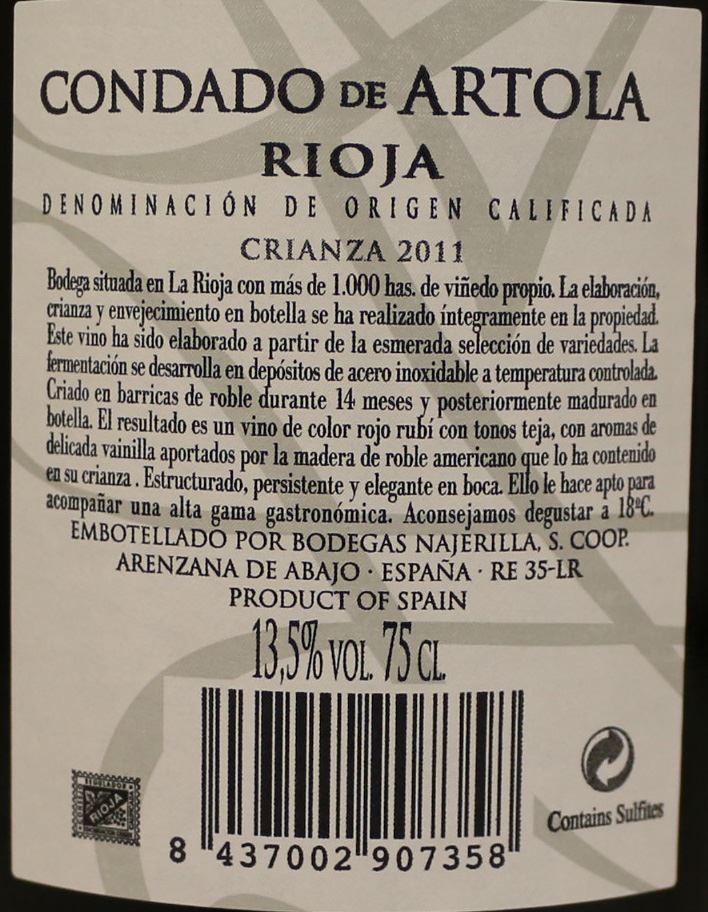 CONDADO DE ARTOLA
RIOJA
DENOMINACIÓN DE ORIGEN CALIFICADA
CRIANZA 2011
Bodega situada en La Rioja con más de 1.000 has. de viñedo propio. La elaboración,
crianza y envejecimiento en botella se ha realizado íntegramente en la propiedad.
Este vino ha sido elaborado a partir de la esmerada selección de variedades. La
fermentación se desarrolla en depósitos de acero inoxidable a temperatura controlada.
Criado en barricas de roble durante 14 meses y posteriormente madurado en
botella. El resultado es un vino de color rojo rubí con tonos teja, con aromas de
delicada vainilla aportados por la madera de roble americano que lo ha contenido
en su crianza . Estructurado, persistente y elegante en boca. Ello le hace apto para
acompañar una alta gama gastronómica. Aconsejamos degustar a 18ºC.
EMBOTELLADO POR BODEGAS NAJERILLA, S. COOP.
ARENZANA DE ABAJO · ESPAÑA · RE 35-LR
PRODUCT OF SPAIN
13,5% VOL. 75 CL.
RIOJA
Contains Sulfites
8 437002 907358